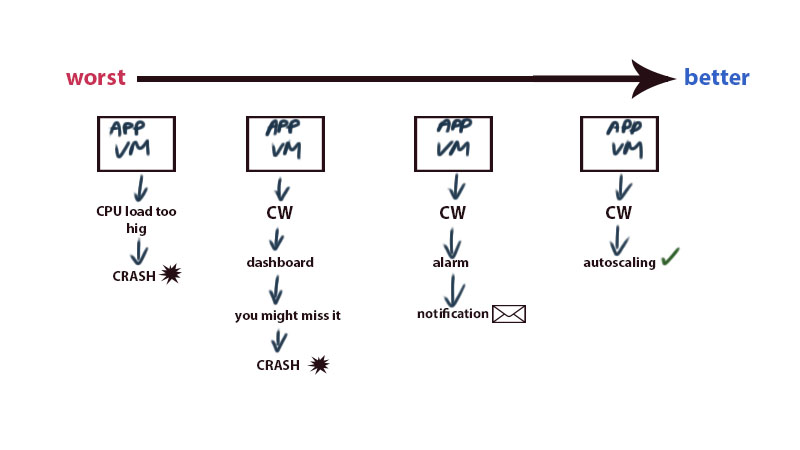 worst
better
APP
VM
CPU load too
hig
CRASH
APP
VM
CW
dashboard
you might miss it
CRASH
APP
VM
CW
alarm
notification
APP
VM
CW
autoscaling